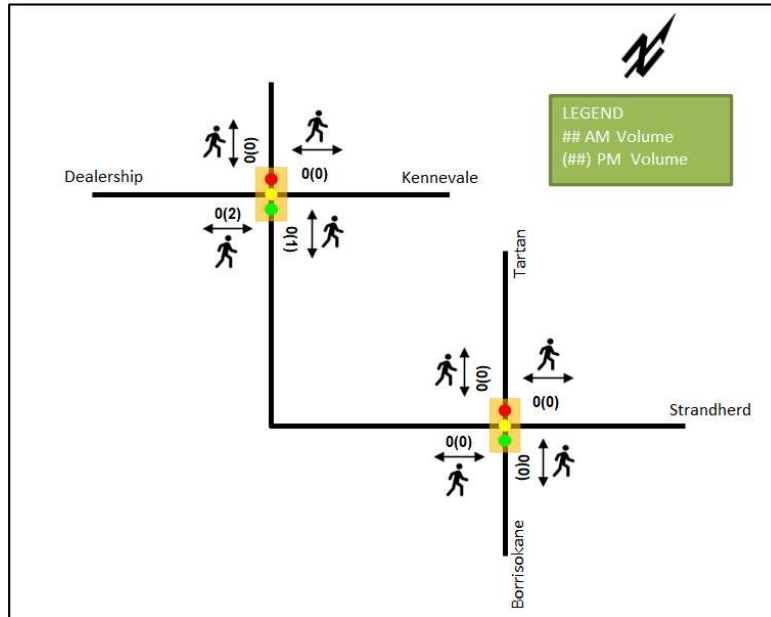 LEGEND
## AM Volume
(##) PM Volume
0(0)
0(0)
Dealership
Kennevale
0(2)
0(1)
Tartan
0(0)
0(0)
Strandherd
0(0)
0(0)
Borrisokane